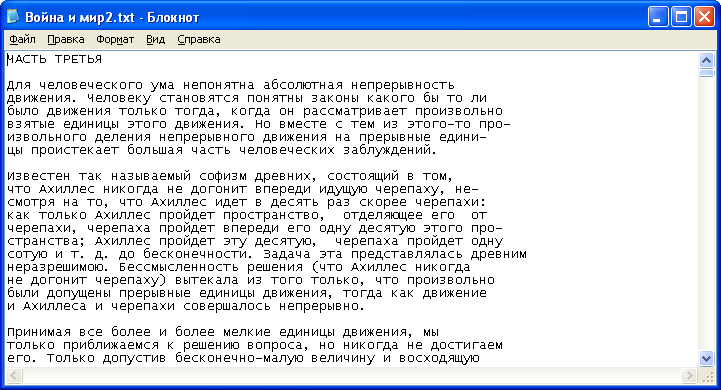 Война и мир2.txt - Блокнот
Файл Правка Формат Вид Справка
ЧАСТЬ ТРЕТЬЯ
Для человеческого ума непонятна абсолютная непрерывность
движения. Человеку становятся понятны законы какого бы то ли
было движения только тогда, когда он рассматривает произвольно
взятые единицы этого движения. Но вместе с тем из этого-то про-
извольного деления непрерывного движения на прерывные едини-
цы проистекает большая часть человеческих заблуждений.
Известен так называемый софизм древних, состоящий в том,
что Ахиллес никогда не догонит впереди идущую черепаху, не-
смотря на то, что Ахиллес идет в десять раз скорее черепахи:
как только Ахиллес пройдет пространство, отделяющее его от
черепахи, черепаха пройдет впереди его одну десятую этого про-
странства; Ахиллес пройдет эту десятую, черепаха пройдет одну
сотую и т. д. до бесконечности. Задача эта представлялась древним
неразрешимою. Бессмысленность решения (что Ахиллес никогда
не догонит черепаху) вытекала из того только, что произвольно
были допущены прерывные единицы движения, тогда как движение
и Ахиллеса и черепахи совершалось непрерывно.
Принимая все более и более мелкие единицы движения, мы
только приближаемся к решению вопроса, но никогда не достигаем
его. Только допустив бесконечно-малую величину и восходящую